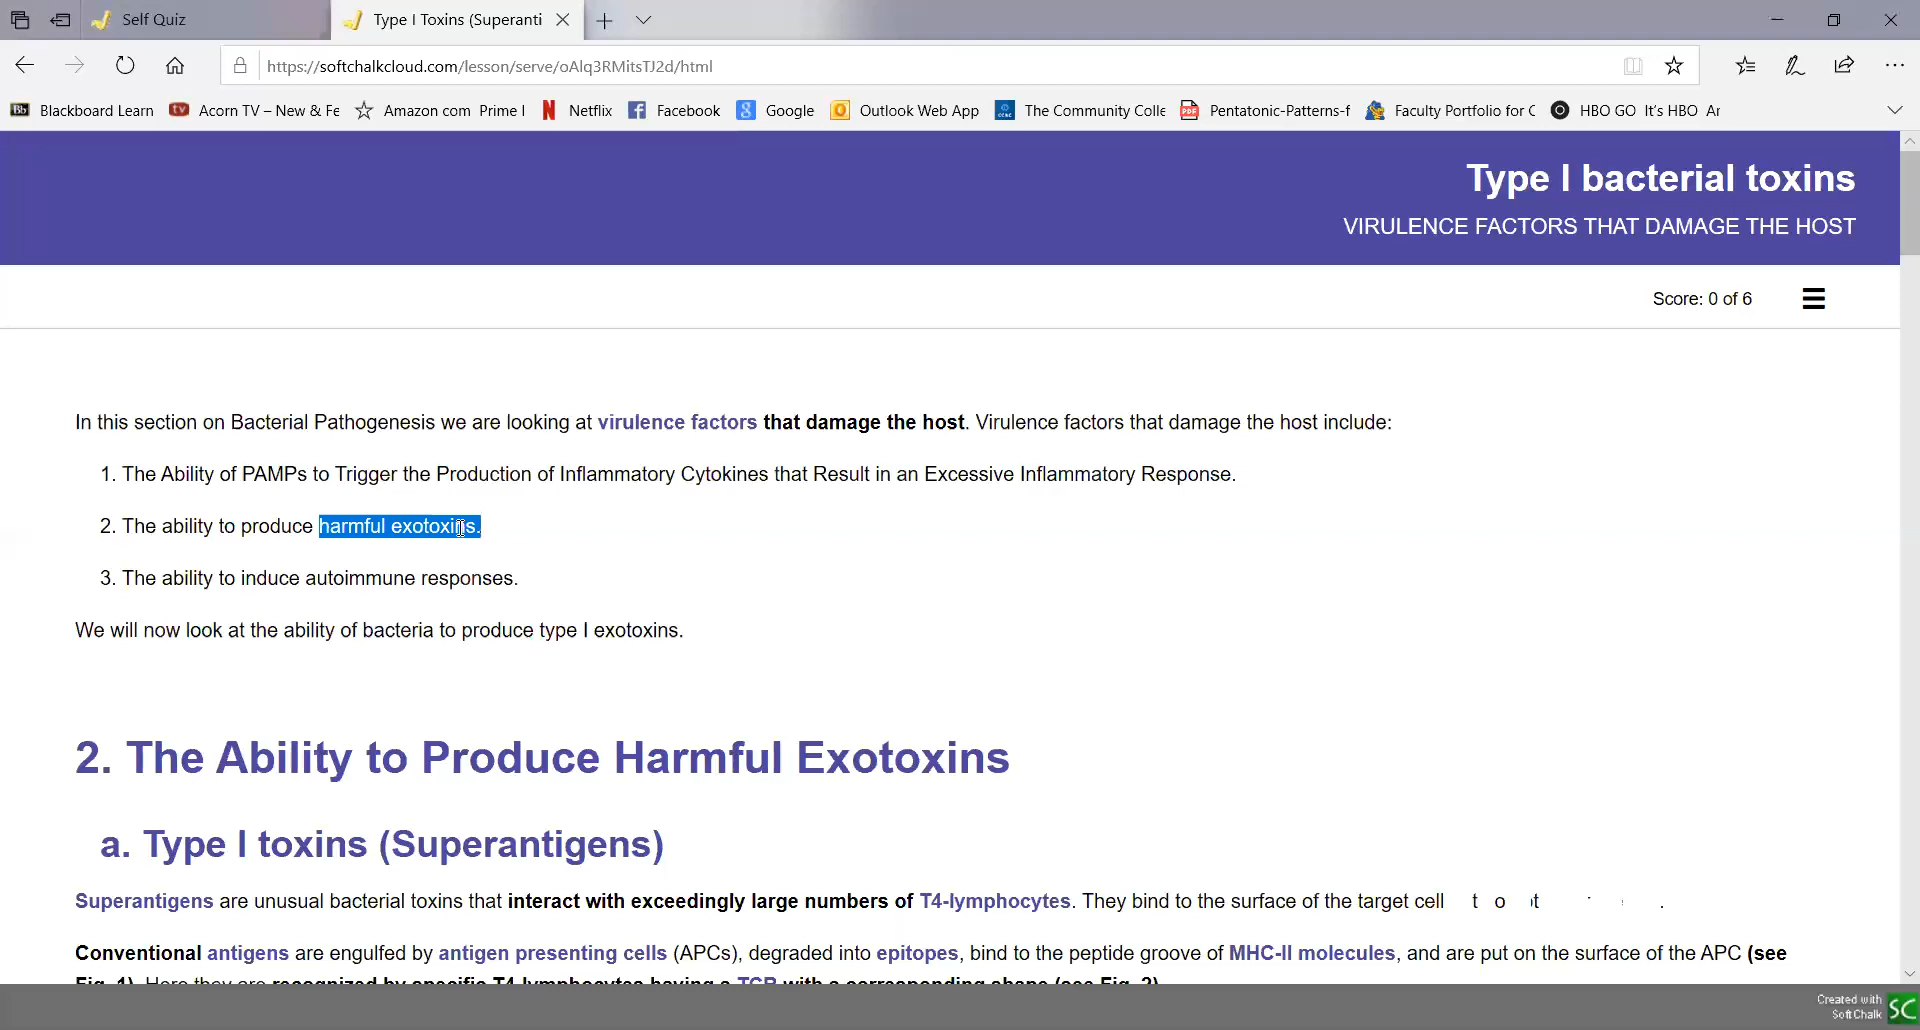 Self Quiz
Type I Toxins (Superanti
https://softchalkcloud.com/lesson/serve/oAlq3RMitsTJ2d/html
Bb Blackboard Learn tv Acorn TV – New & Fe Amazon com Prime I N Netflix f Facebook 8 Google Outlook Web App The Community Colle PDF Pentatonic-Patterns-f Faculty Portfolio for C HBO GO It's HBO Ar
Type I bacterial toxins
VIRULENCE FACTORS THAT DAMAGE THE HOST
Score: 0 of 6
In this section on Bacterial Pathogenesis we are looking at virulence factors that damage the host. Virulence factors that damage the host include:
1. The Ability of PAMPs to Trigger the Production of Inflammatory Cytokines that Result in an Excessive Inflammatory Response.
2. The ability to produce harmful exotoxins.
3. The ability to induce autoimmune responses.
We will now look at the ability of bacteria to produce type I exotoxins.
2. The Ability to Produce Harmful Exotoxins
a. Type I toxins (Superantigens)
Superantigens are unusual bacterial toxins that interact with exceedingly large numbers of T4-lymphocytes. They bind to the surface of the target cell
Conventional antigens are engulfed by antigen presenting cells (APCs), degraded into epitopes, bind to the peptide groove of MHC-II molecules, and are put on the surface of the APC (see
Fig. 1). Here they are recognized by specific T4-lymphocytes having a TCR with a corresponding shape (see Fig. 2).
Created with
SoftChalk
SC